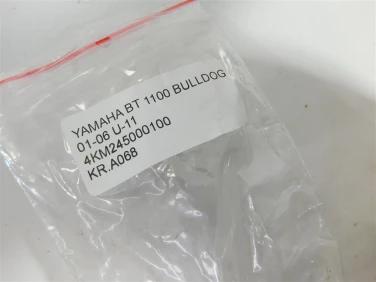 YAMAHA BT 1100 BULLDOG
01-06 U-11
4KM245000100
KR.A068